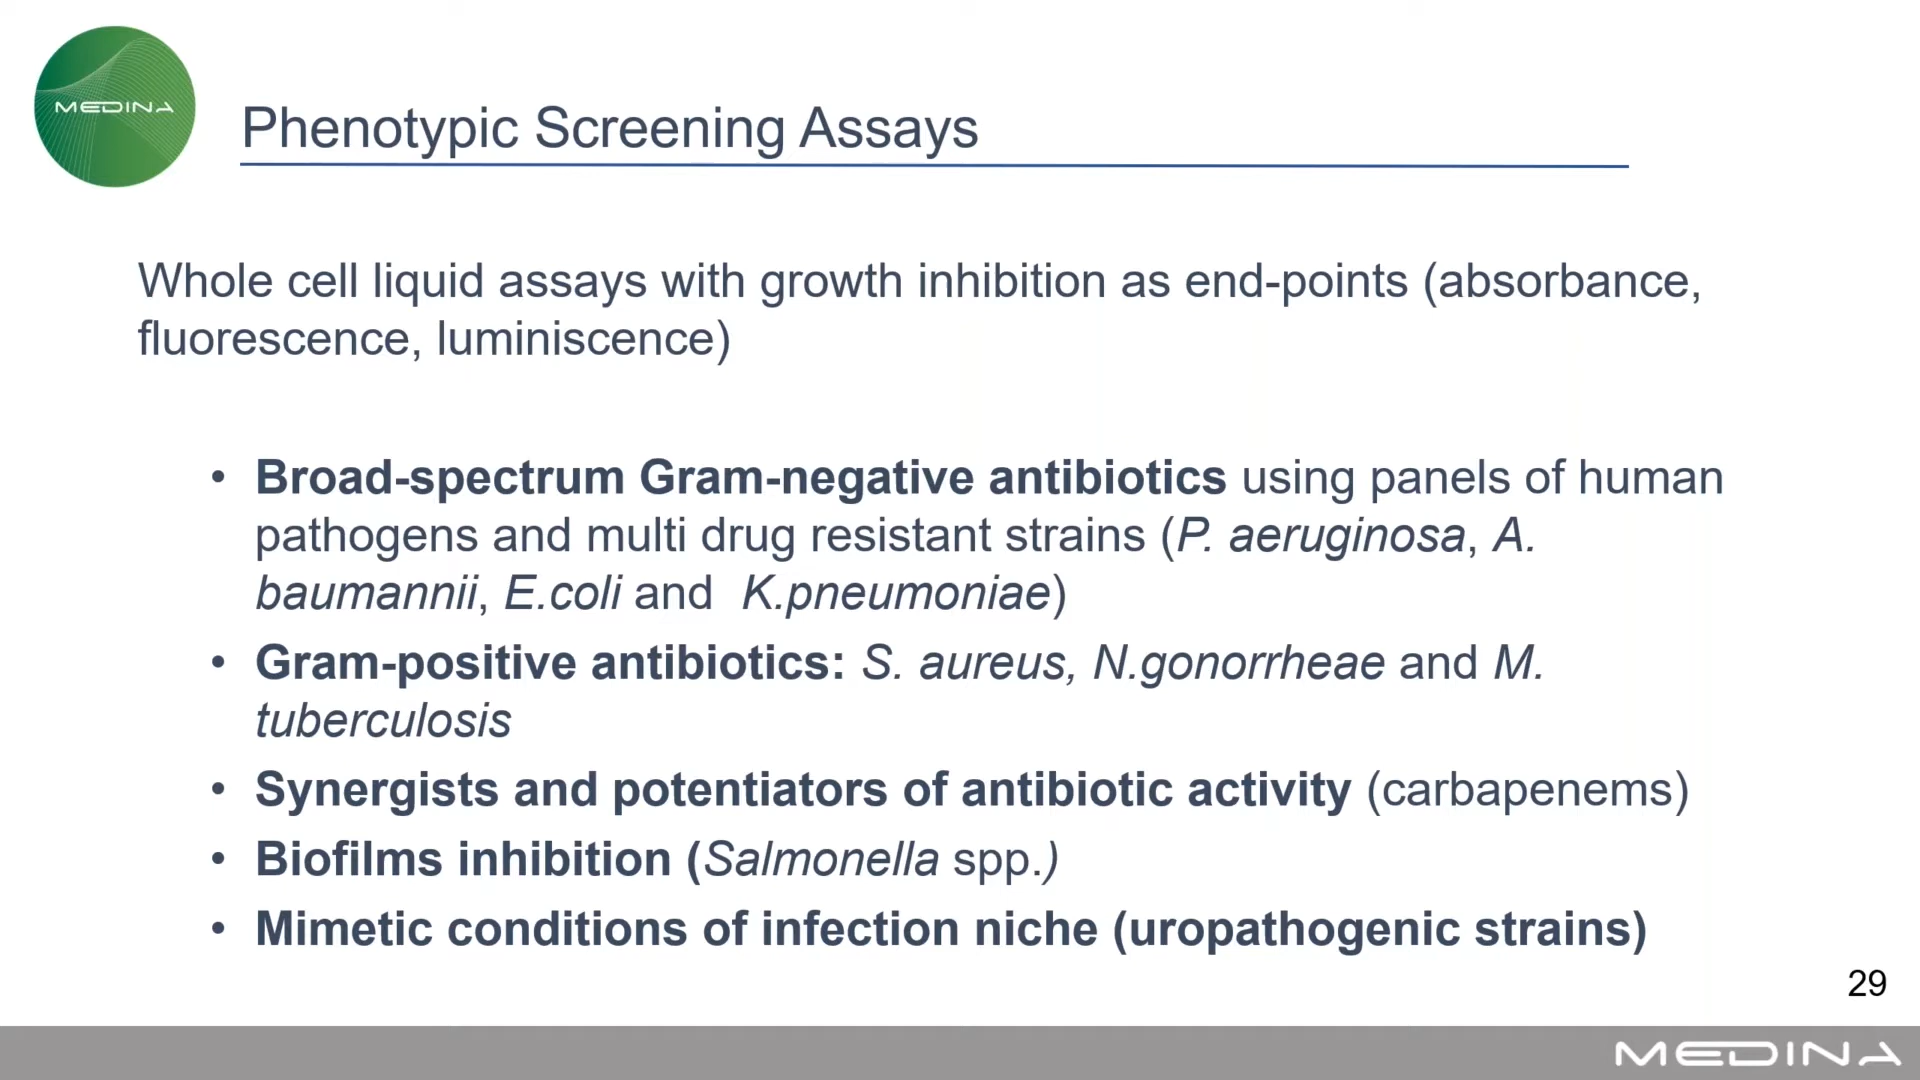 MEDINA
Phenotypic Screening Assays
Whole cell liquid assays with growth inhibition as end-points (absorbance,
fluorescence, luminiscence)
• Broad-spectrum Gram-negative antibiotics using panels of human
pathogens and multi drug resistant strains (P. aeruginosa, A.
baumannii, E.coli and  K.pneumoniae)
• Gram-positive antibiotics: S. aureus, N.gonorrheae and M.
tuberculosis
• Synergists and potentiators of antibiotic activity (carbapenems)
• Biofilms inhibition (Salmonella spp.)
• Mimetic conditions of infection niche (uropathogenic strains)
29
MEDINA